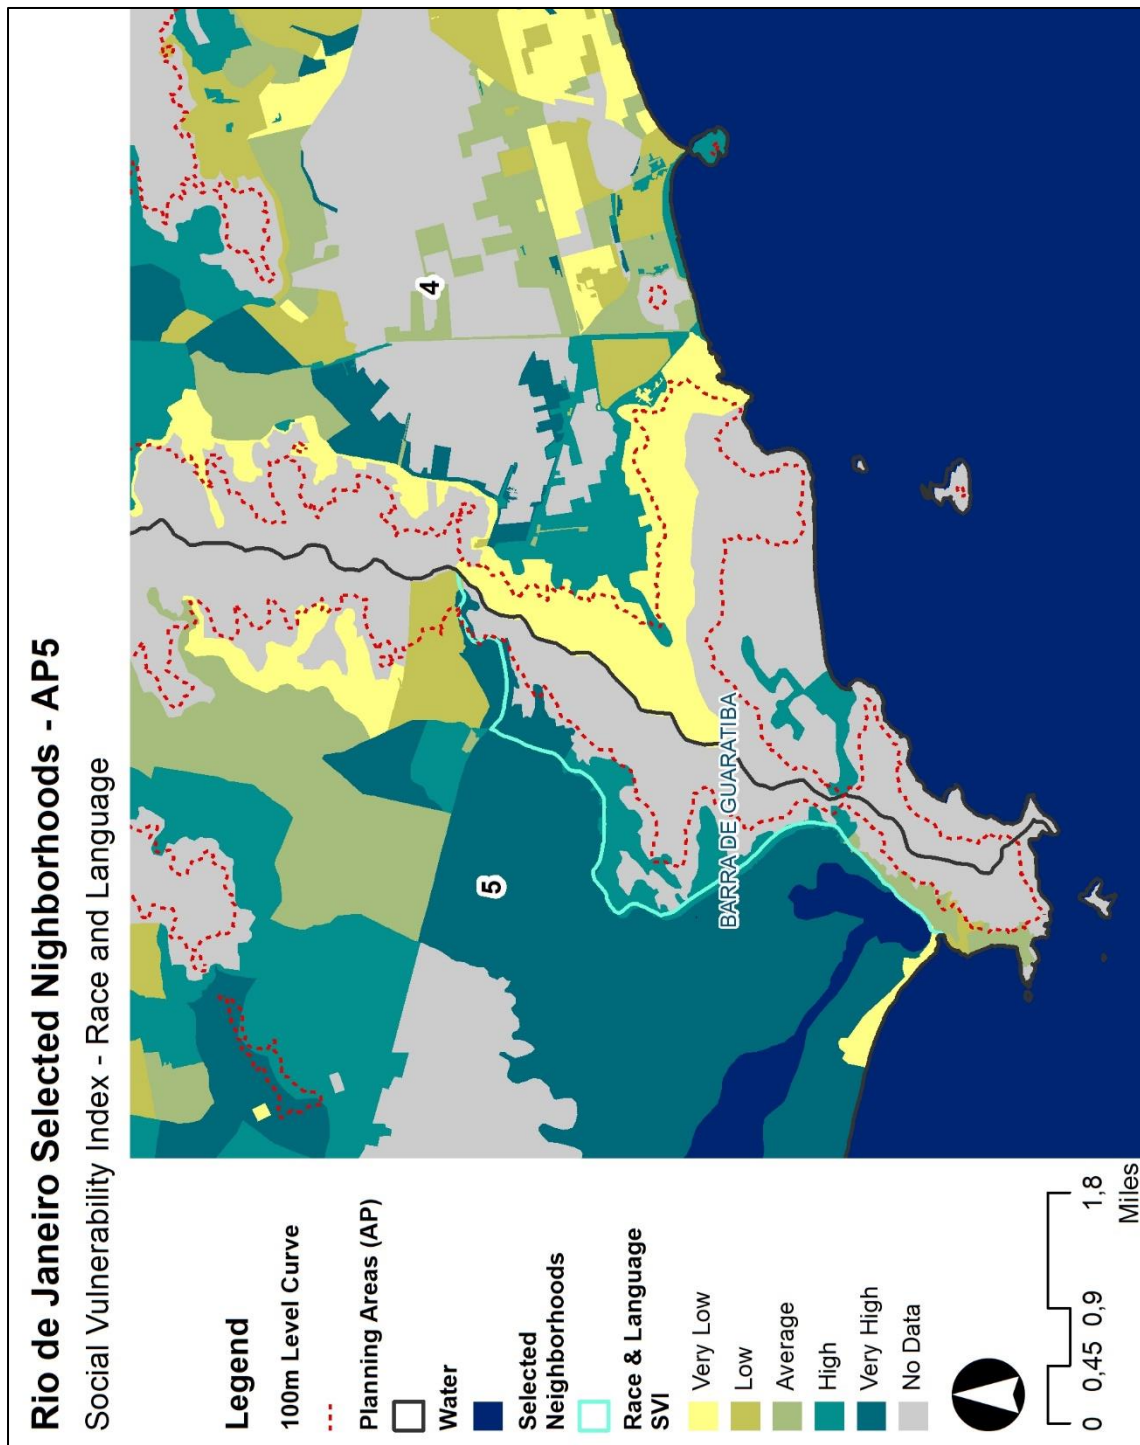 Rio de Janeiro Selected Nighborhoods - AP5
Social Vulnerability Index - Race and Language
Legend
100m Level Curve
Planning Areas (AP)
Water
Selected
Neighborhoods
Race & Language
SVI
Very Low
Low
Average
High
Very High
No Data
0 0,45 0,9 1,8
Miles
4
5
BARRA DE GUARATIBA